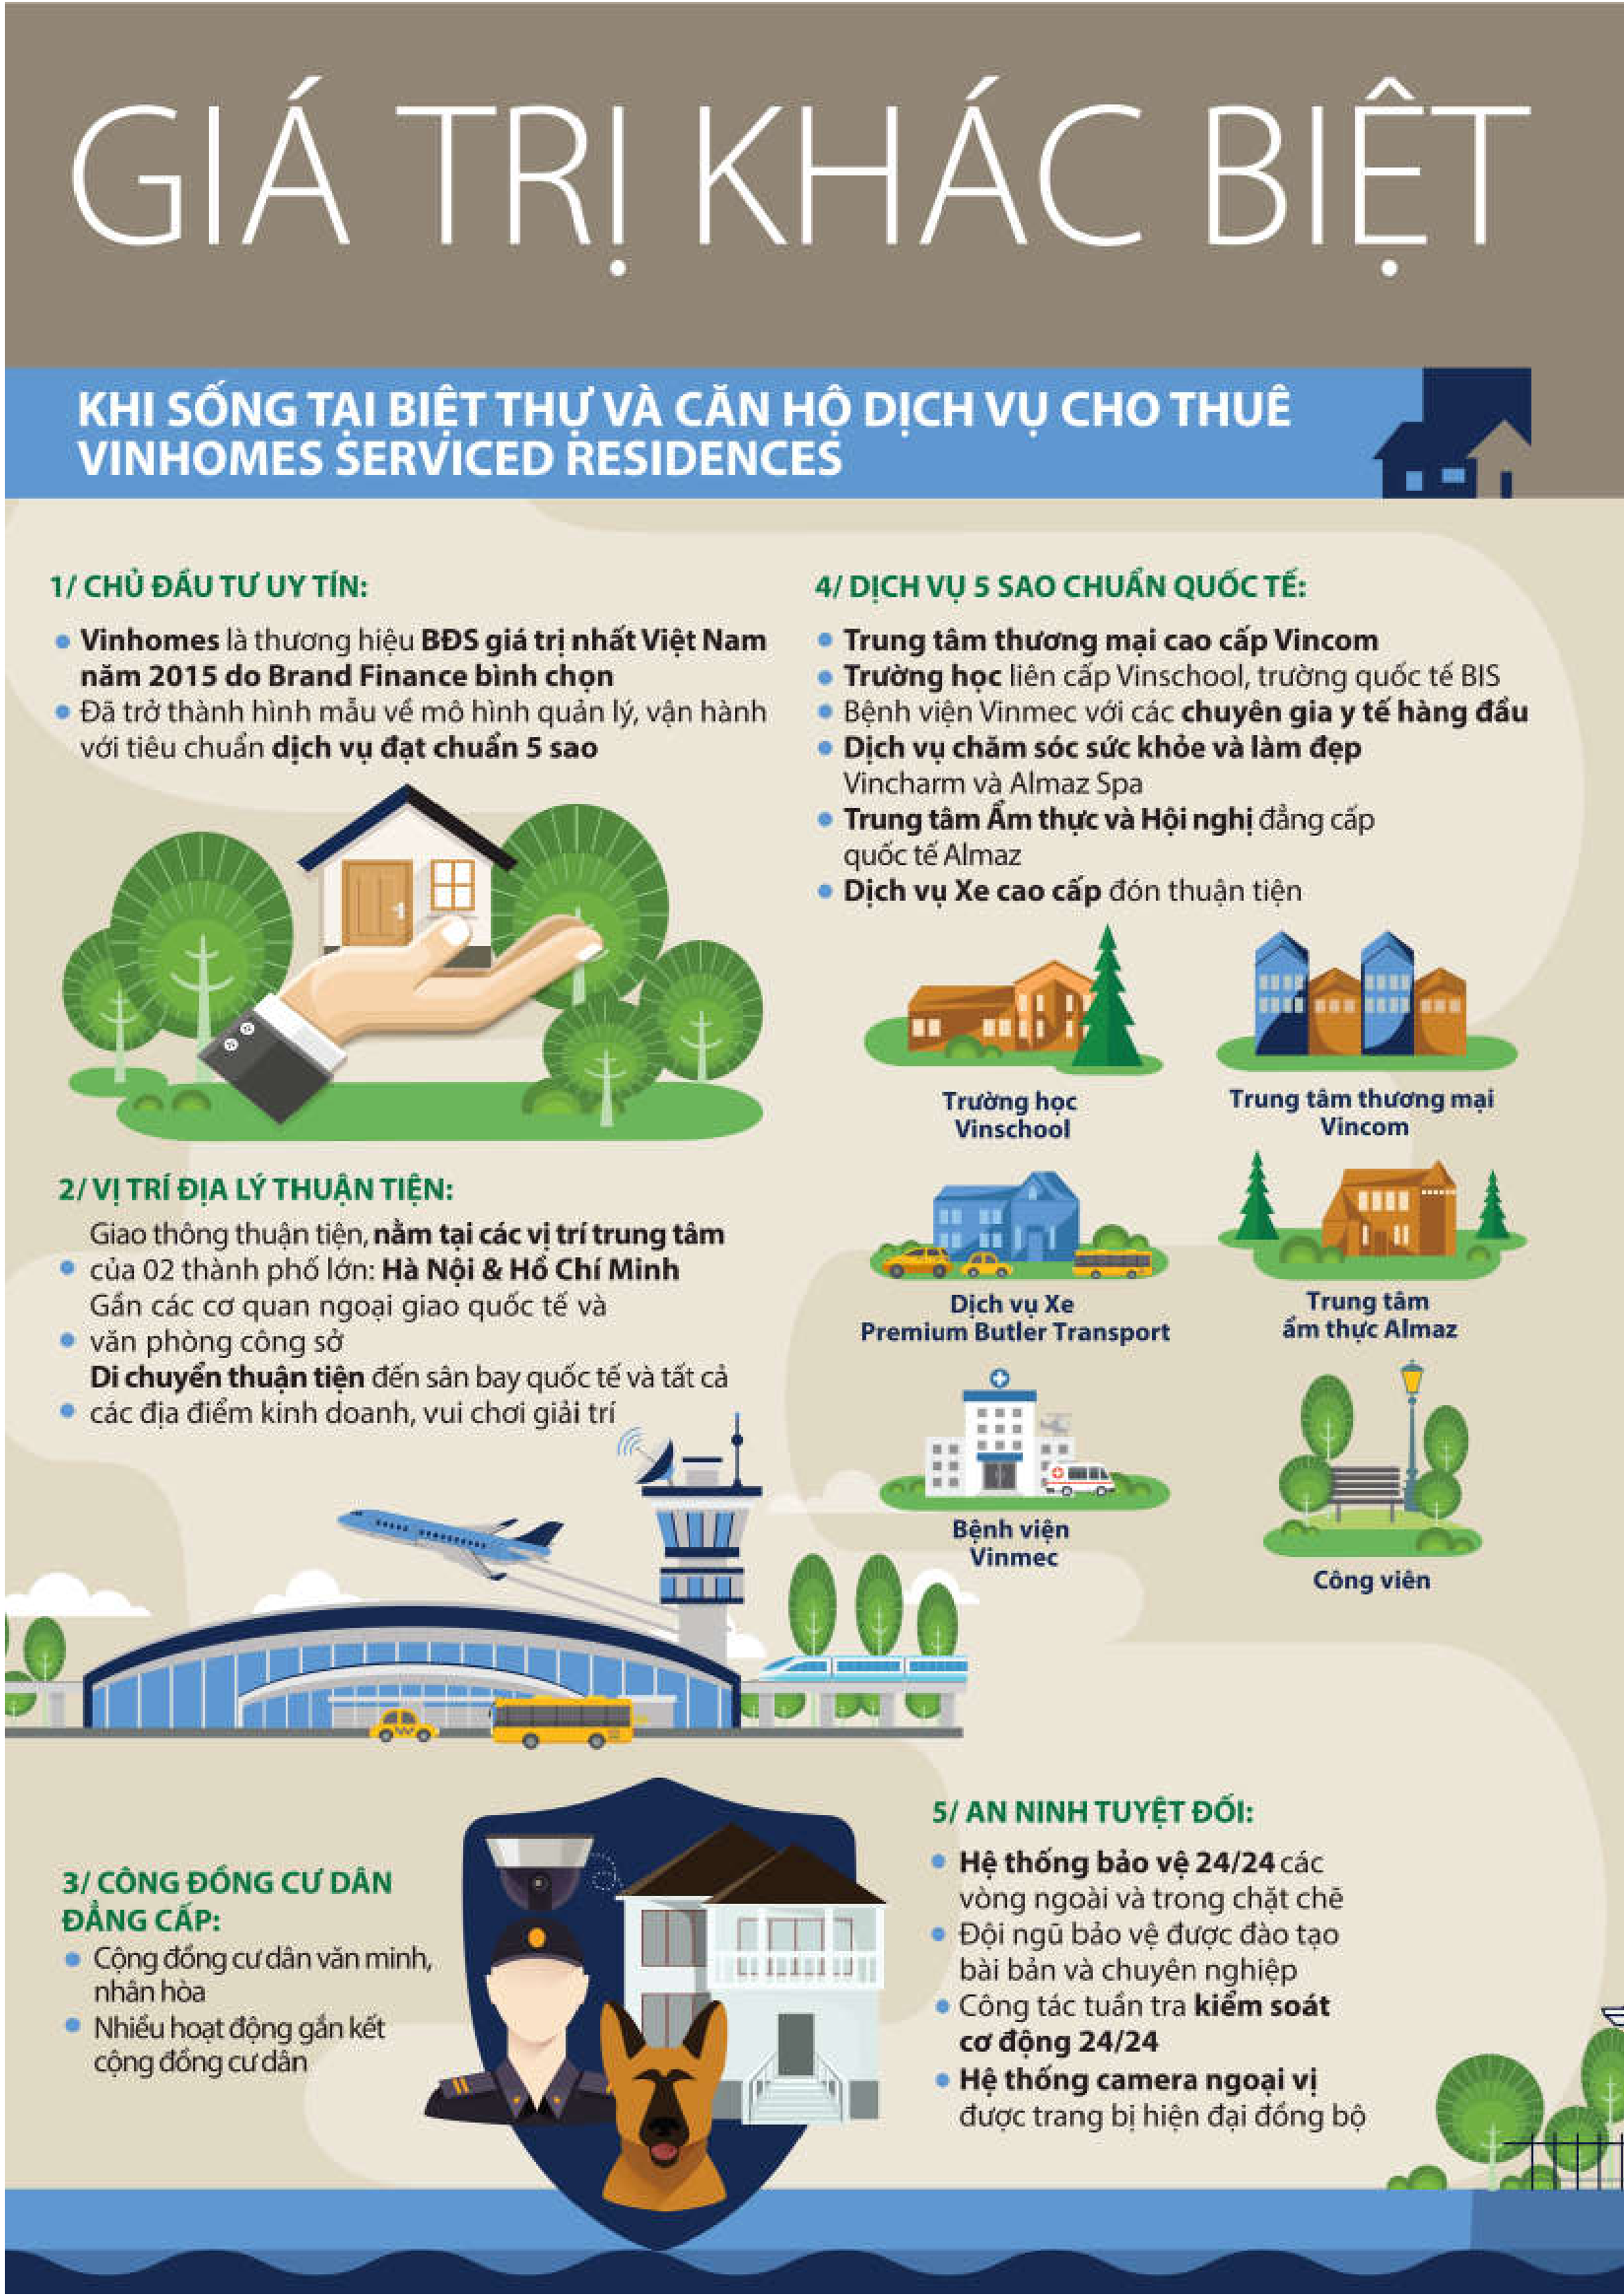 GIÁ TRỊ KHÁC BIỆT
KHI SỐNG TẠI BIỆT THỰ VÀ CĂN HỘ DỊCH VỤ CHO THUÊ
VINHOMES SERVICED RESIDENCES
1/ CHỦ ĐẦU TƯ UY TÍN:
Vinhomes là thương hiệu BĐS giá trị nhất Việt Nam
năm 2015 do Brand Finance bình chọn
Đã trở thành hình mẫu về mô hình quản lý, vận hành
với tiêu chuẩn dịch vụ đạt chuẩn 5 sao
2/ VỊ TRÍ ĐỊA LÝ THUẬN TIỆN:
Giao thông thuận tiện, nằm tại các vị trí trung tâm
của 02 thành phố lớn: Hà Nội & Hồ Chí Minh
Gần các cơ quan ngoại giao quốc tế và
văn phòng công sở
Di chuyển thuận tiện đến sân bay quốc tế và tất cả
các địa điểm kinh doanh, vui chơi giải trí
3/ CÔNG ĐỒNG CƯ DÂN
ĐẲNG CẤP:
Cộng đồng cư dân văn minh,
nhân hòa
Nhiều hoạt động gắn kết
cộng đồng cư dân
4/ DỊCH VỤ 5 SAO CHUẨN QUỐC TẾ:
Trung tâm thương mại cao cấp Vincom
Trường học liên cấp Vinschool, trường quốc tế BIS
Bệnh viện Vinmec với các chuyên gia y tế hàng đầu
Dịch vụ chăm sóc sức khỏe và làm đẹp
Vincharm và Almaz Spa
Trung tâm Ẩm thực và Hội nghị đẳng cấp
quốc tế Almaz
Dịch vụ Xe cao cấp đón thuận tiện
Trường học
Vinschool
Trung tâm thương mại
Vincom
Dịch vụ Xe
Premium Butler Transport
Trung tâm
ẩm thực Almaz
Bệnh viện
Vinmec
Công viên
5/ AN NINH TUYỆT ĐỐI:
Hệ thống bảo vệ 24/24 các
vòng ngoài và trong chặt chẽ
Đội ngũ bảo vệ được đào tạo
bài bản và chuyên nghiệp
Công tác tuần tra kiểm soát
cơ động 24/24
Hệ thống camera ngoại vị
được trang bị hiện đại đồng bộ